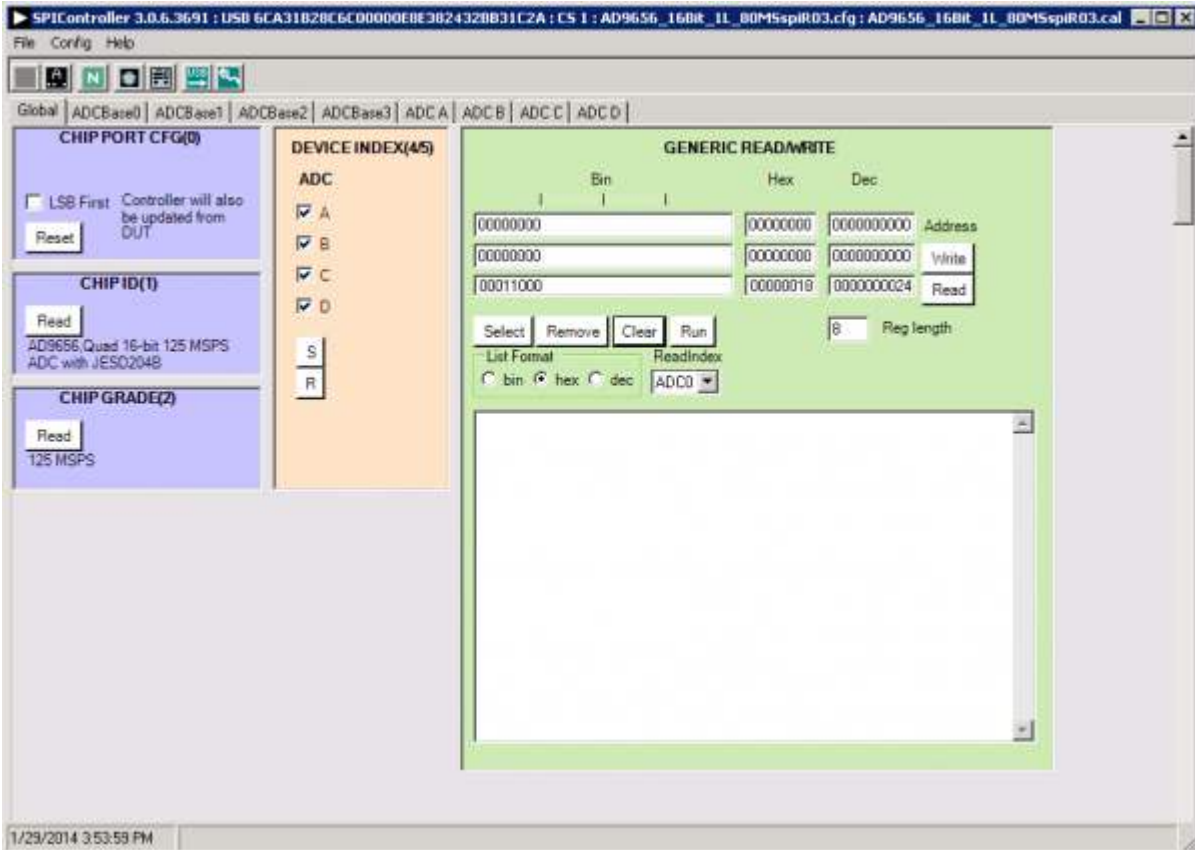 SPIController 3.0.6.3691 : USB 6CA31B28C6C00000E8E3824328B31C2A : CS 1 : AD9656_16Bit_1L_80MSspiR03.cfg : AD9656_16Bit_1L_80MSspiR03.cal
File Config Help
Global ADCBase0 ADCBase1 ADCBase2 ADCBase3 ADC A ADC B ADC C ADC D
CHIP PORT CFG(0)
LSB First
Controller will also
be updated from
DUT
Reset
CHIP ID(1)
Read
AD9656,Quad 16-bit 125 MSPS
ADC with JESD204B
CHIP GRADE(2)
Read
125 MSPS
DEVICE INDEX(4/5)
ADC
A
B
C
D
S
R
GENERIC READ/WRITE
Bin Hex Dec
00000000 00000000 0000000000 Address
00000000 00000000 0000000000 Write
00011000 00000018 0000000024 Read
Select Remove Clear Run 8 Reg length
List Format ReadIndex
bin hex dec ADC0
1/29/2014 3:53:59 PM